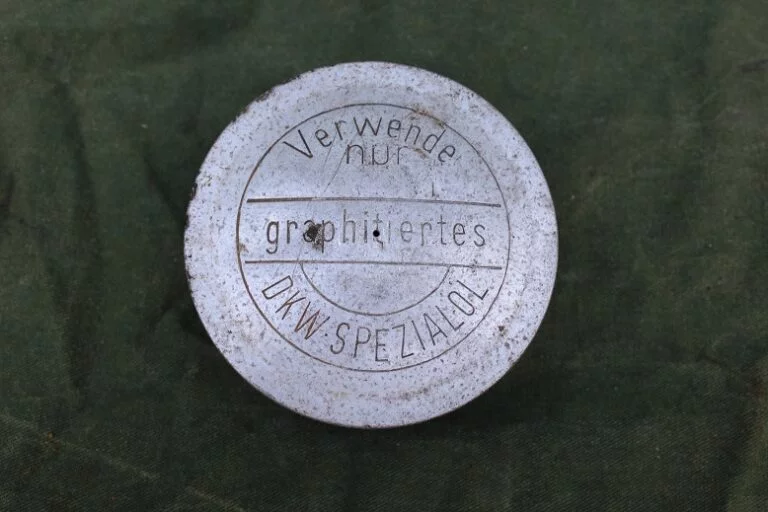 Verwende
nur
graphitiertes
DKW-SPEZIALÖL